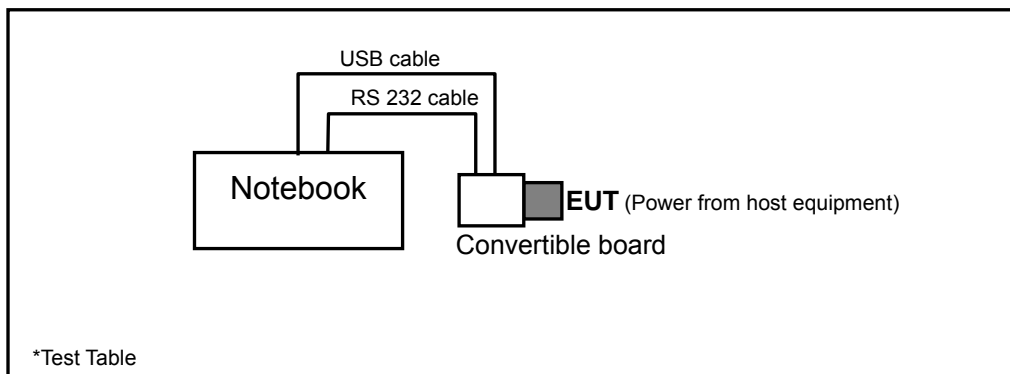 USB cable
RS 232 cable
Notebook
EUT (Power from host equipment)
Convertible board
*Test Table